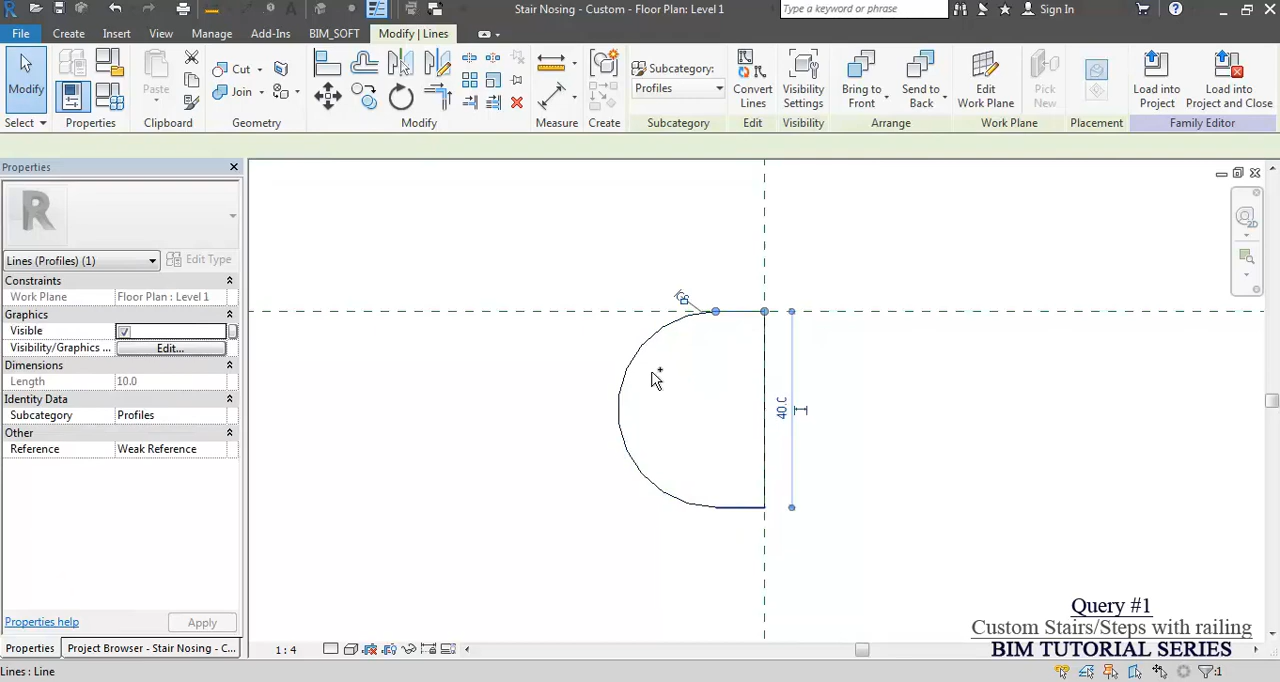 Stair Nosing - Custom - Floor Plan: Level 1
Type a keyword or phrase
Sign In
File Create Insert View Manage Add-Ins BIM_SOFT Modify | Lines
Modify Paste Cut Join Subcategory: Profiles Convert Lines Visibility Settings Bring to Front Send to Back Edit Work Plane Pick New Load into Project Load into Project and Close
Select Properties Clipboard Geometry Modify Measure Create Subcategory Edit Visibility Arrange Work Plane Placement Family Editor
Properties
Lines (Profiles) (1) Edit Type
Constraints
Work Plane Floor Plan : Level 1
Graphics
Visible
Visibility/Graphics ... Edit...
Dimensions
Length 10.0
Identity Data
Subcategory Profiles
Other
Reference Weak Reference
40.0
2D
Properties help Apply
Properties Project Browser - Stair Nosing - C...
1 : 4
Query #1
Custom Stairs/Steps with railing
BIM TUTORIAL SERIES
Lines : Line
:1